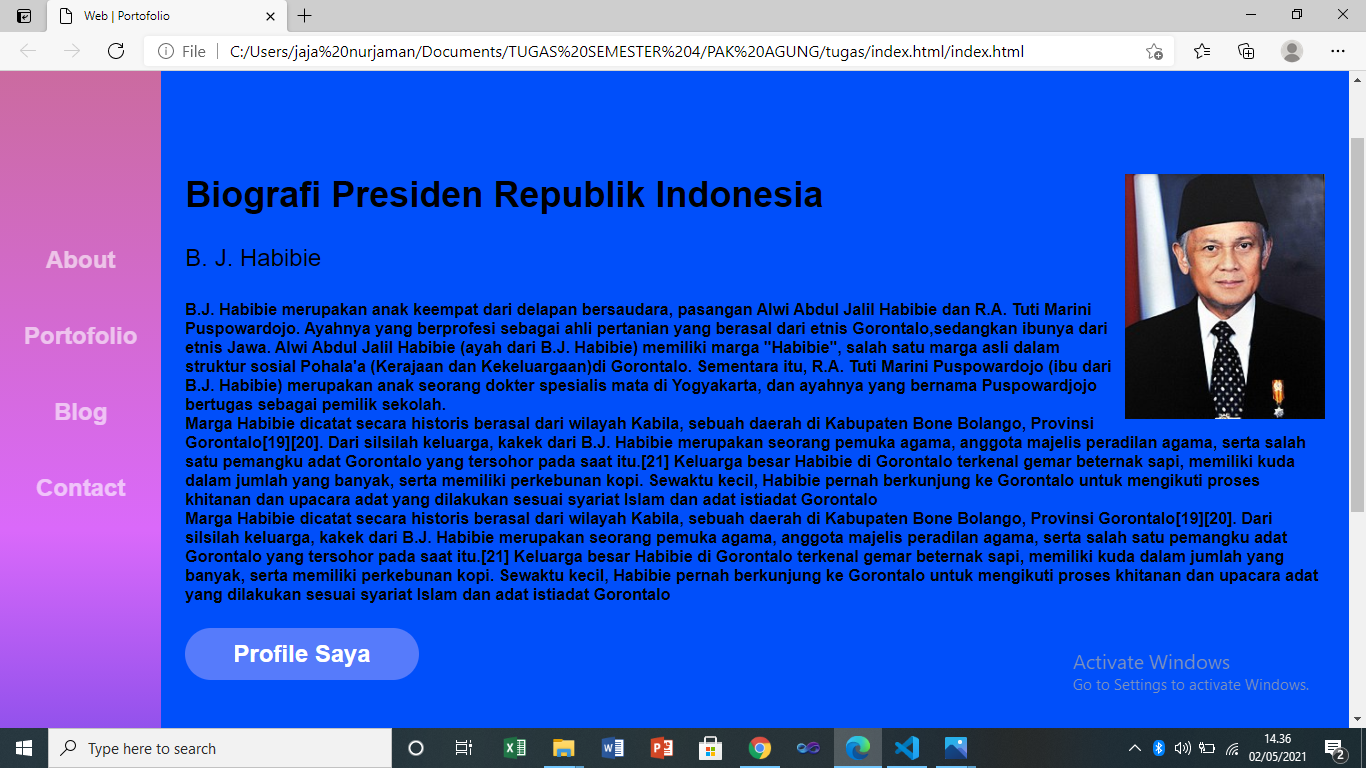 Web | Portofolio
File
C:/Users/jaja%20nurjaman/Documents/TUGAS%20SEMESTER%204/PAK%20AGUNG/tugas/index.html/index.html
About
Portofolio
Blog
Contact
Biografi Presiden Republik Indonesia
B. J. Habibie
B.J. Habibie merupakan anak keempat dari delapan bersaudara, pasangan Alwi Abdul Jalil Habibie dan R.A. Tuti Marini
Puspowardojo. Ayahnya yang berprofesi sebagai ahli pertanian yang berasal dari etnis Gorontalo,sedangkan ibunya dari
etnis Jawa. Alwi Abdul Jalil Habibie (ayah dari B.J. Habibie) memiliki marga "Habibie", salah satu marga asli dalam
struktur sosial Pohala'a (Kerajaan dan Kekeluargaan)di Gorontalo. Sementara itu, R.A. Tuti Marini Puspowardojo (ibu dari
B.J. Habibie) merupakan anak seorang dokter spesialis mata di Yogyakarta, dan ayahnya yang bernama Puspowardjojo
bertugas sebagai pemilik sekolah.
Marga Habibie dicatat secara historis berasal dari wilayah Kabila, sebuah daerah di Kabupaten Bone Bolango, Provinsi
Gorontalo[19][20]. Dari silsilah keluarga, kakek dari B.J. Habibie merupakan seorang pemuka agama, anggota majelis peradilan agama, serta salah
satu pemangku adat Gorontalo yang tersohor pada saat itu.[21] Keluarga besar Habibie di Gorontalo terkenal gemar beternak sapi, memiliki kuda
dalam jumlah yang banyak, serta memiliki perkebunan kopi. Sewaktu kecil, Habibie pernah berkunjung ke Gorontalo untuk mengikuti proses
khitanan dan upacara adat yang dilakukan sesuai syariat Islam dan adat istiadat Gorontalo
Marga Habibie dicatat secara historis berasal dari wilayah Kabila, sebuah daerah di Kabupaten Bone Bolango, Provinsi Gorontalo[19][20]. Dari
silsilah keluarga, kakek dari B.J. Habibie merupakan seorang pemuka agama, anggota majelis peradilan agama, serta salah satu pemangku adat
Gorontalo yang tersohor pada saat itu.[21] Keluarga besar Habibie di Gorontalo terkenal gemar beternak sapi, memiliki kuda dalam jumlah yang
banyak, serta memiliki perkebunan kopi. Sewaktu kecil, Habibie pernah berkunjung ke Gorontalo untuk mengikuti proses khitanan dan upacara adat
yang dilakukan sesuai syariat Islam dan adat istiadat Gorontalo
Profile Saya
Activate Windows
Go to Settings to activate Windows.
Type here to search
14.36
02/05/2021
2